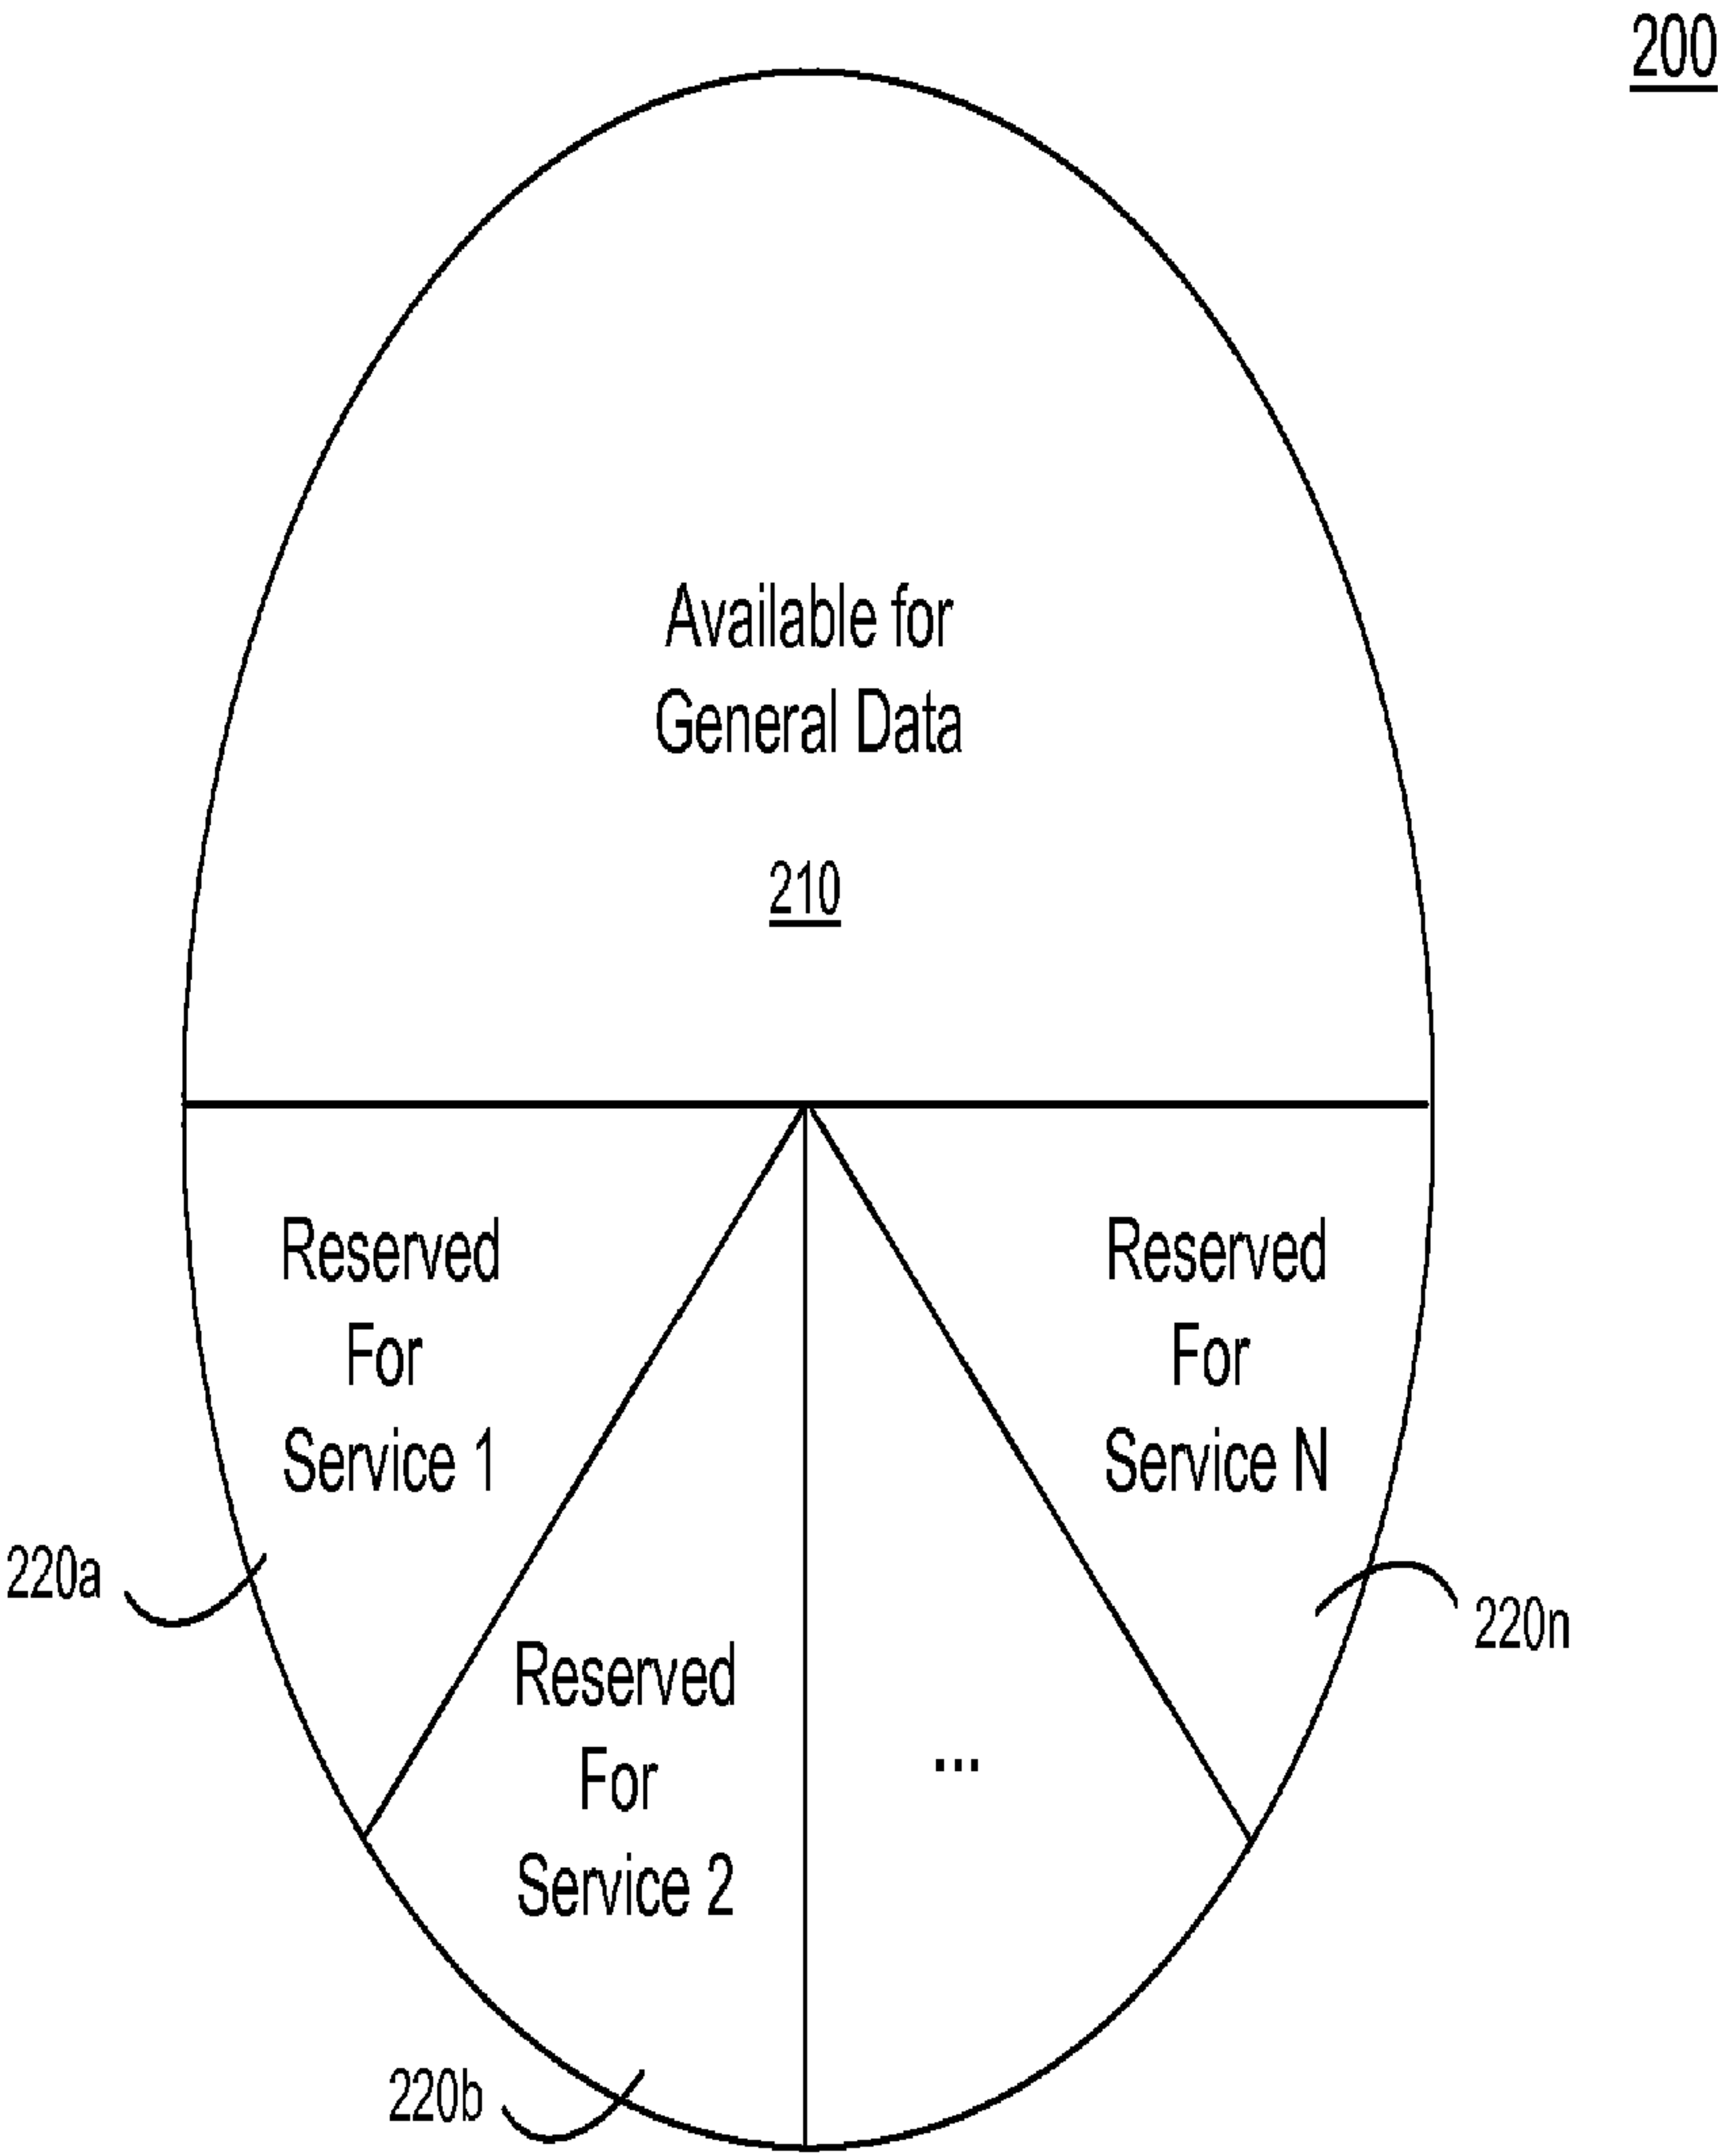 200
Available for
General Data
210
Reserved
For
Service 1
Reserved
For
Service N
220a
220n
Reserved
For
Service 2
...
220b